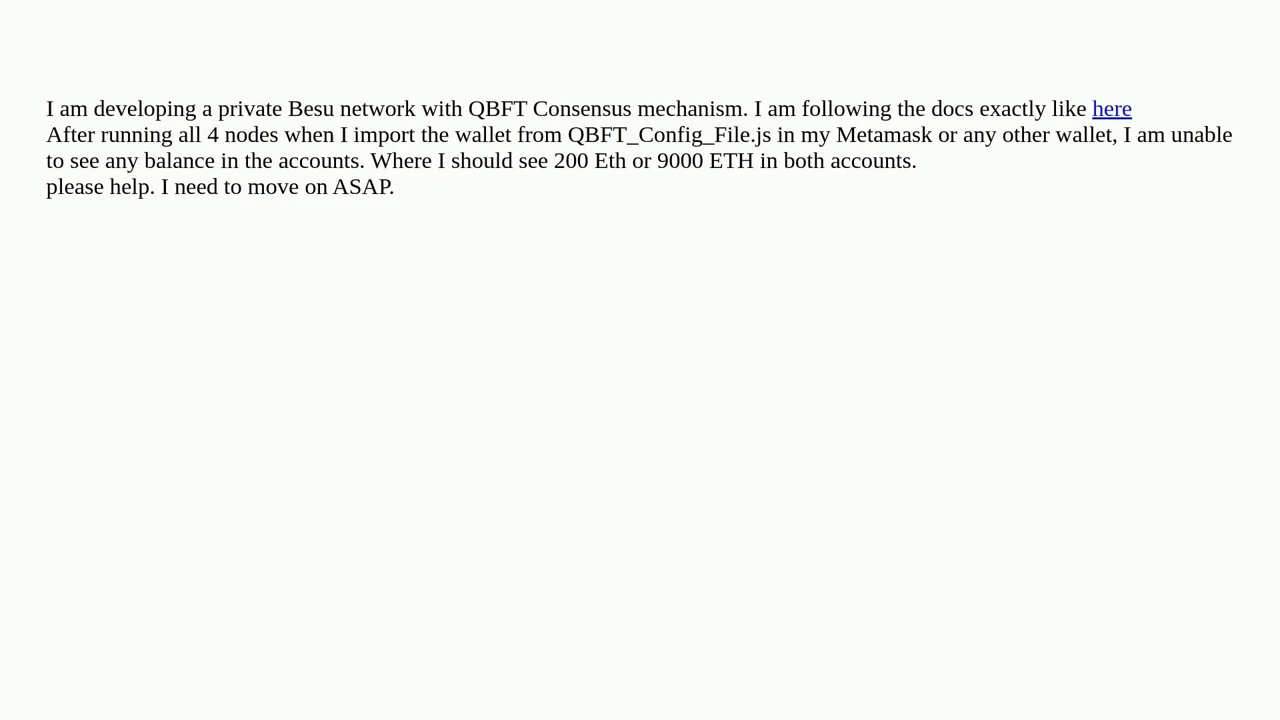 I am developing a private Besu network with QBFT Consensus mechanism. I am following the docs exactly like here
After running all 4 nodes when I import the wallet from QBFT_Config_File.js in my Metamask or any other wallet, I am unable
to see any balance in the accounts. Where I should see 200 Eth or 9000 ETH in both accounts.
please help. I need to move on ASAP.